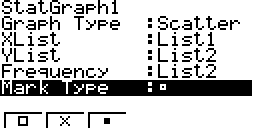 StatGraph1
Graph Type :Scatter
XList :List1
YList :List2
Frequency :List2
Mark Type :▫
▫ x ▪